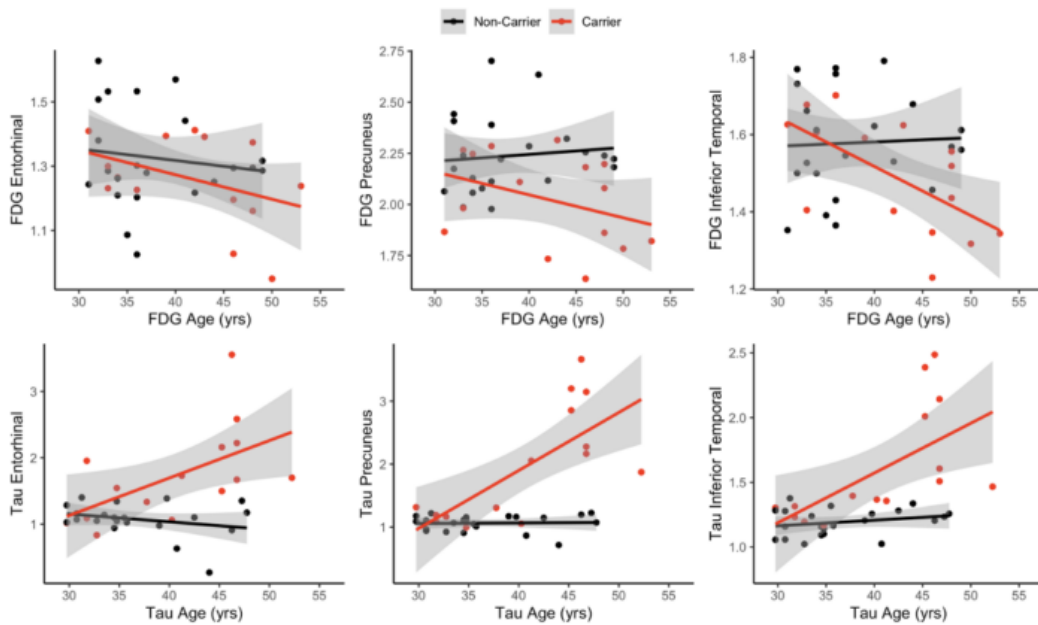 Non-Carrier Carrier
FDG Entorhinal
1.5
1.3
1.1
30 35 40 45 50 55
FDG Age (yrs)
FDG Precuneus
2.75
2.50
2.25
2.00
1.75
30 35 40 45 50 55
FDG Age (yrs)
FDG Inferior Temporal
1.8
1.6
1.4
1.2
30 35 40 45 50 55
FDG Age (yrs)
Tau Entorhinal
3
2
1
30 35 40 45 50 55
Tau Age (yrs)
Tau Precuneus
3
2
1
30 35 40 45 50 55
Tau Age (yrs)
Tau Inferior Temporal
2.5
2.0
1.5
1.0
30 35 40 45 50 55
Tau Age (yrs)